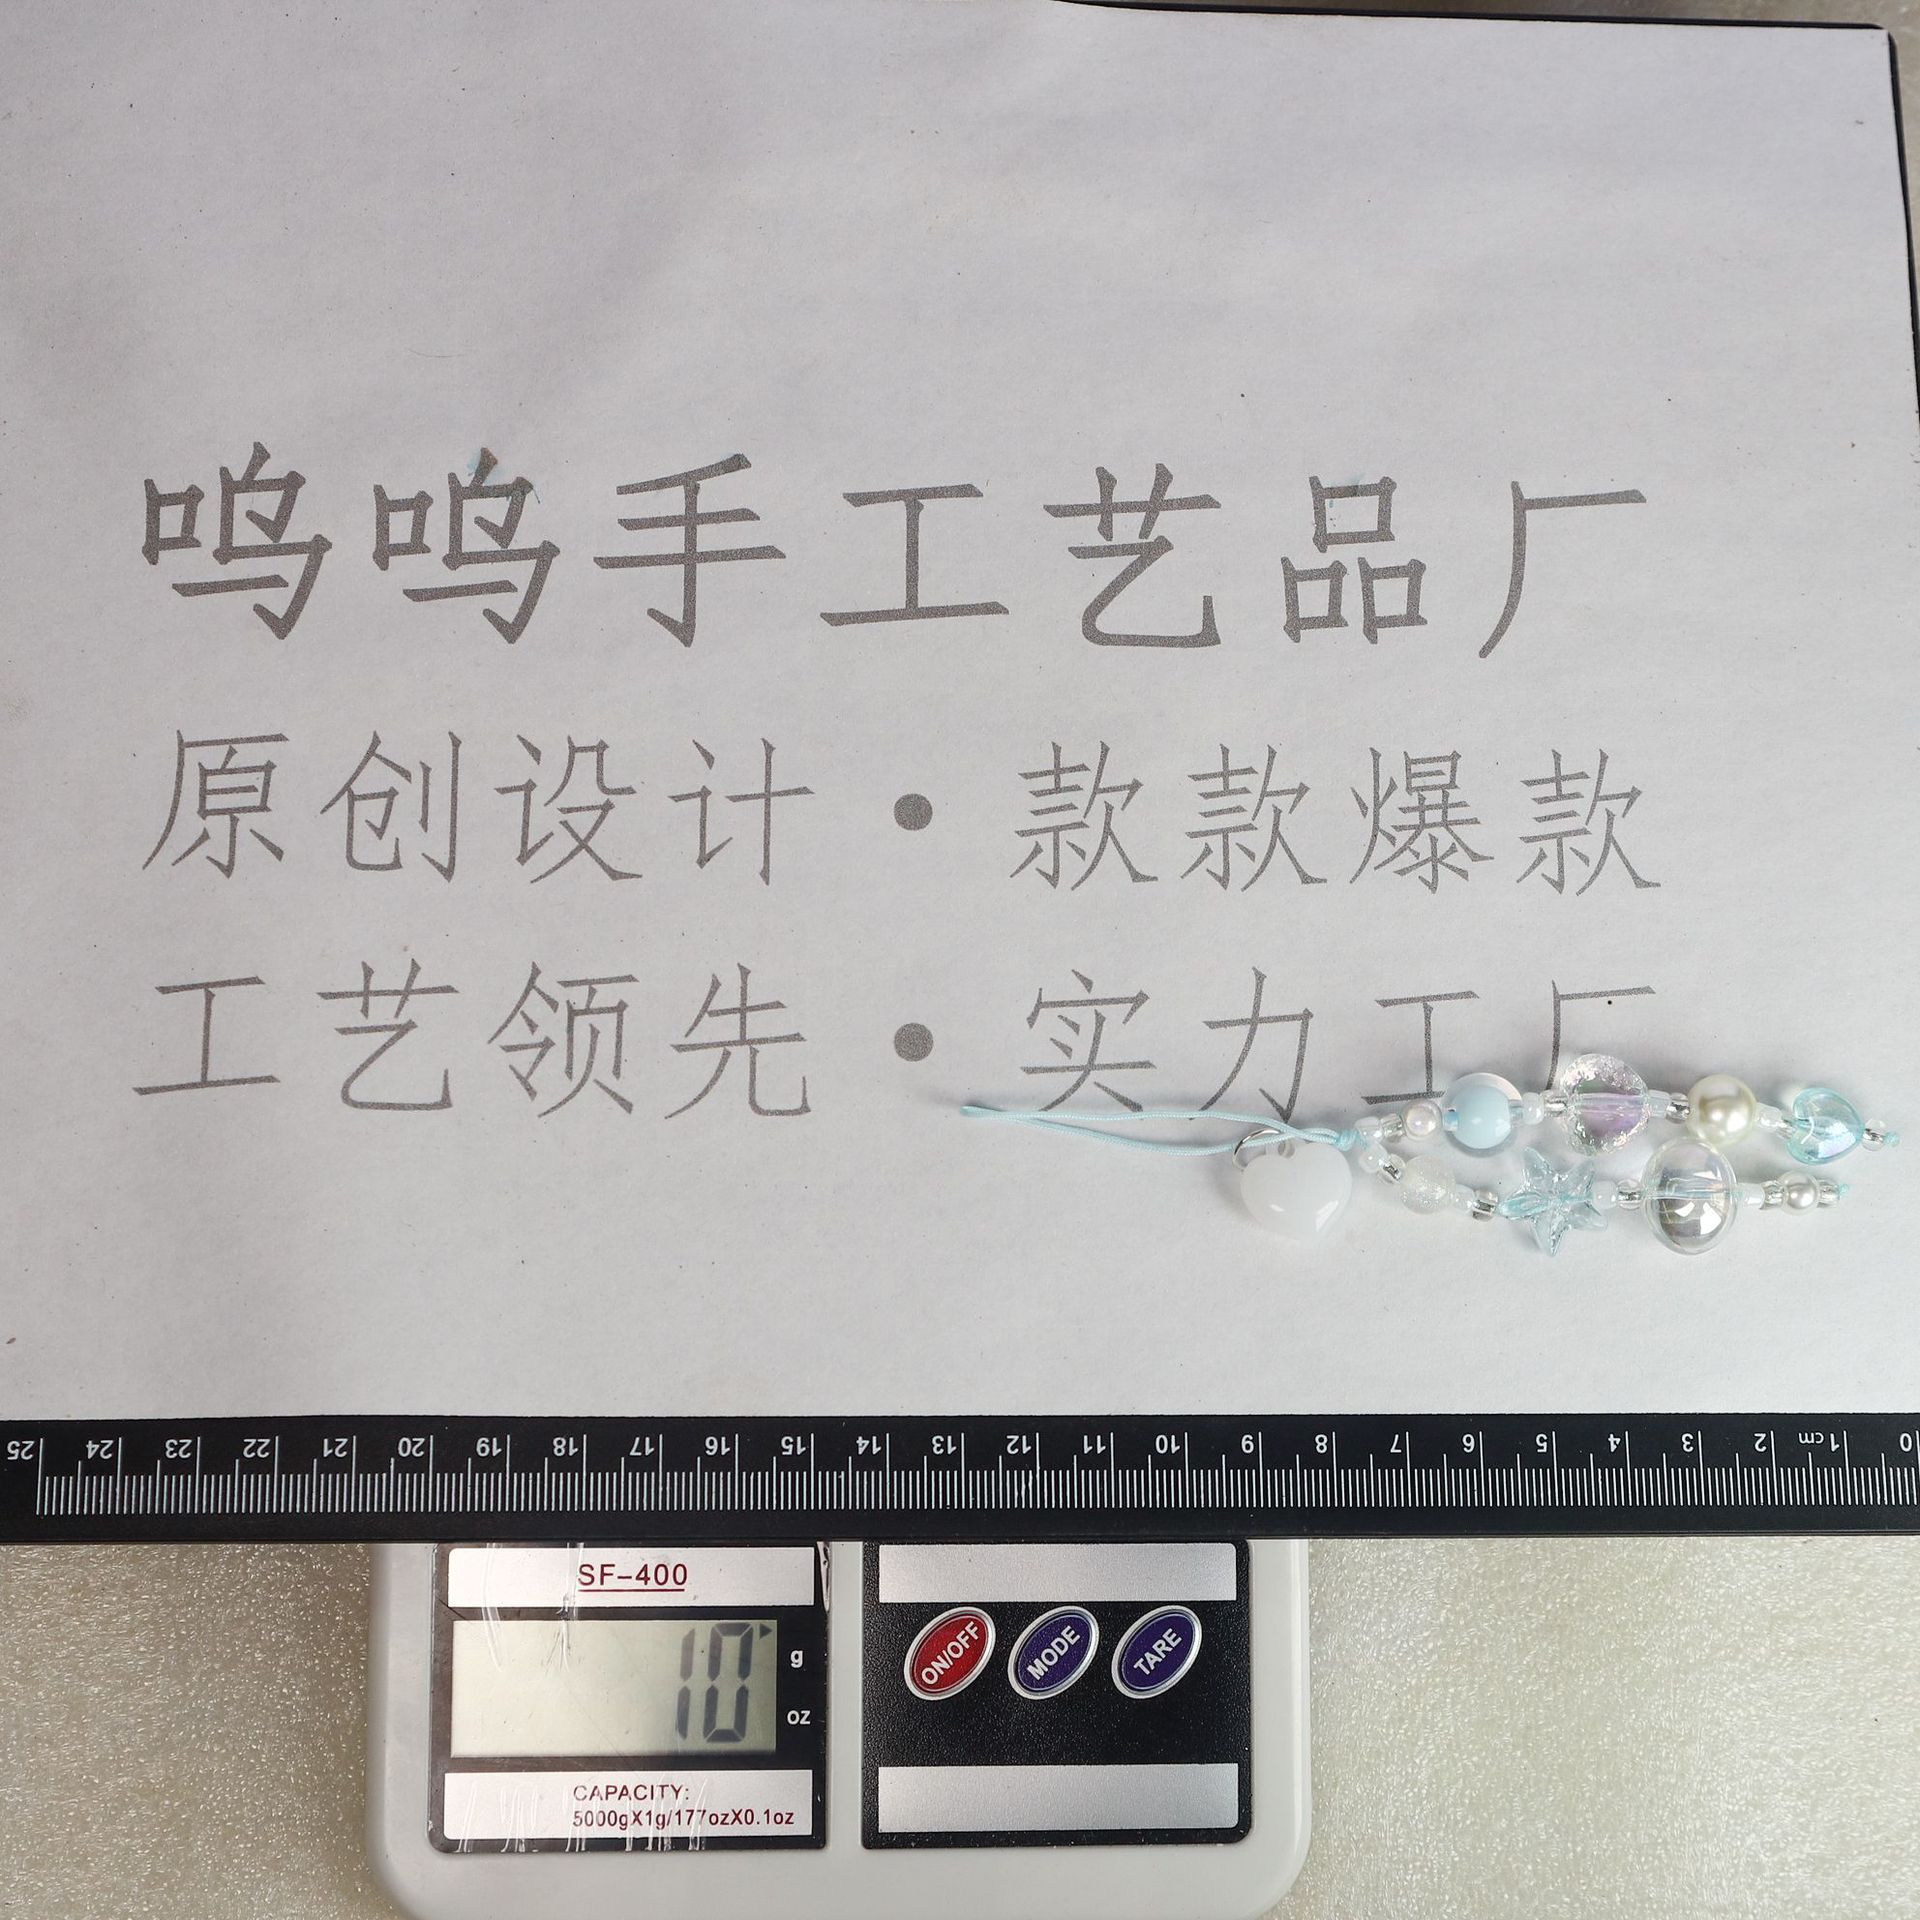 呜呜手工艺品厂
原创设计·款款爆款
工艺领先·实力工厂
25 24 23 22 21 20 19 18 17 16 15 14 13 12 11 10 9 8 7 6 5 4 3 2 1cm 0
SF-400
10 g
oz
ON/OFF MODE TARE
CAPACITY:
5000gX1g/177ozX0.1oz